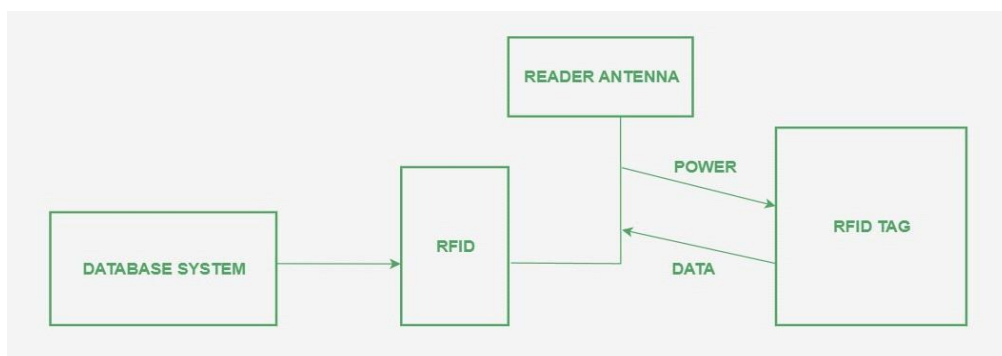 READER ANTENNA
POWER
RFID TAG
RFID
DATABASE SYSTEM
DATA